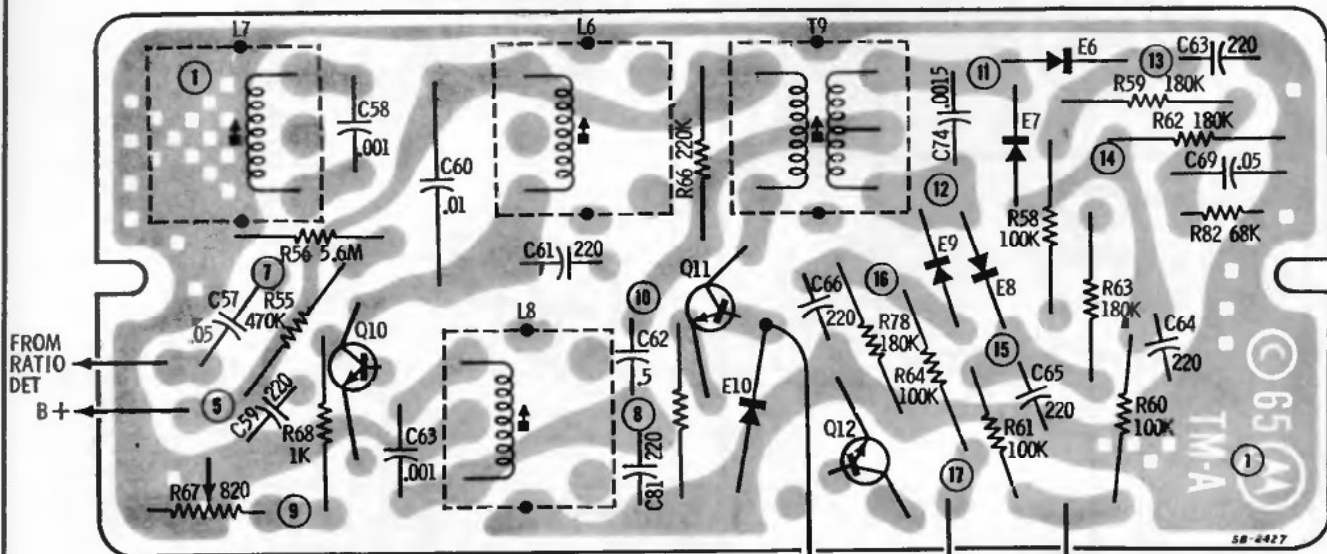 L7
L6
T9
1
C58
.001
C60
.01
R66 220K
C74 .0015
11
E6
13
C63 220
R59 180K
E7
R62 180K
14
C69 .05
12
R58
100K
R82 68K
R56 5.6M
C61 220
7
C57
.05
R55
470K
Q10
10
Q11
E9
E8
16
C66
220
R78
180K
R63
180K
L8
C62
.5
R64
100K
15
C65
220
C64
220
FROM
RATIO
DET
B+
5
C59 220
R68
1K
C63
.001
8
C81 220
E10
Q12
R61
100K
R60
100K
R67 820
9
17
© 65
TM-A
1
SB-2427